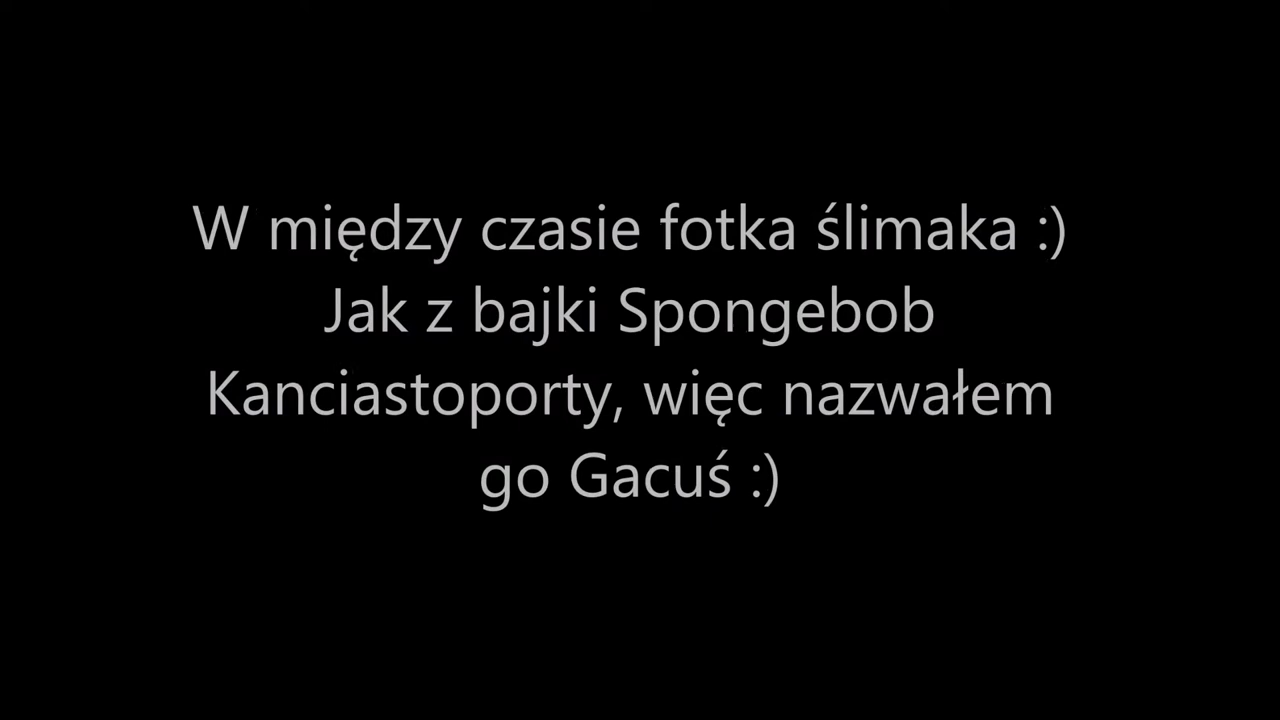 W między czasie fotka ślimaka :)
Jak z bajki Spongebob
Kanciastoporty, więc nazwałem
go Gacuś :)